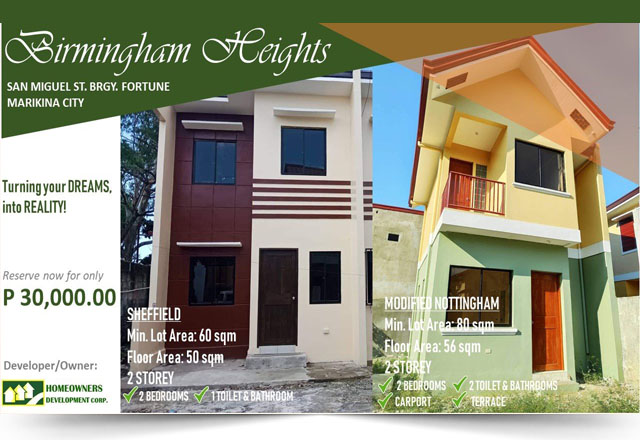 Birmingham Heights
SAN MIGUEL ST. BRGY. FORTUNE
MARIKINA CITY
Turning your DREAMS,
into REALITY!
Reserve now for only
P 30,000.00
Developer/Owner:
HOMEOWNERS
DEVELOPMENT CORP.
SHEFFIELD
Min. Lot Area: 60 sqm
Floor Area: 50 sqm
2 STOREY
✓ 2 BEDROOMS ✓ 1 TOILET & BATHROOM
MODIFIED NOTTINGHAM
Min. Lot Area: 80 sqm
Floor Area: 56 sqm
2 STOREY
✓ 2 BEDROOMS ✓ 2 TOILET & BATHROOMS
✓ CARPORT ✓ TERRACE